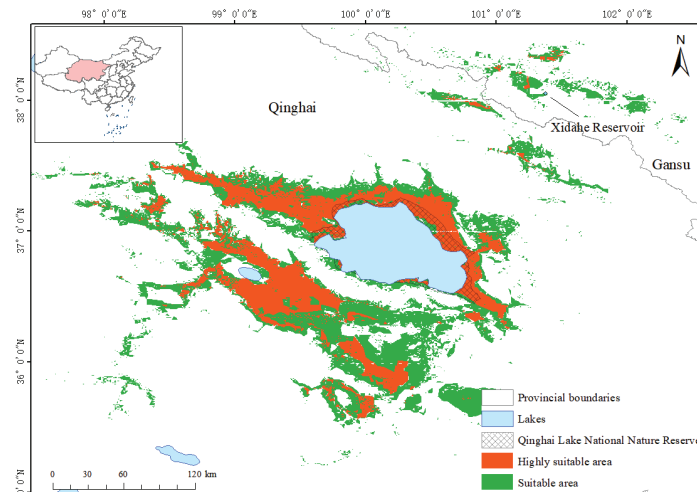 98° 0′0″E
99° 0′0″E
100° 0′0″E
101° 0′0″E
102° 0′0″E
N
38° 0′0″N
Qinghai
Xidahe Reservoir
Gansu
37° 0′0″N
36° 0′0″N
0′0″N
Provincial boundaries
Lakes
Qinghai Lake National Nature Reserve
Highly suitable area
Suitable area
0 30 60 120 km